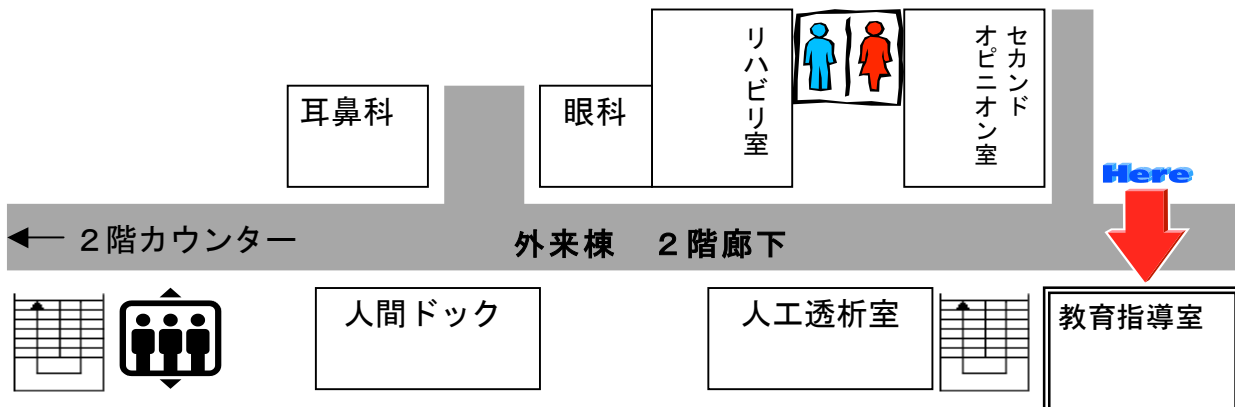 リハビリ室
セカンド
オピニオン室
耳鼻科
眼科
Here
← 2階カウンター
外来棕 2階廊下
人間ドック
人工透析室
教育指導室